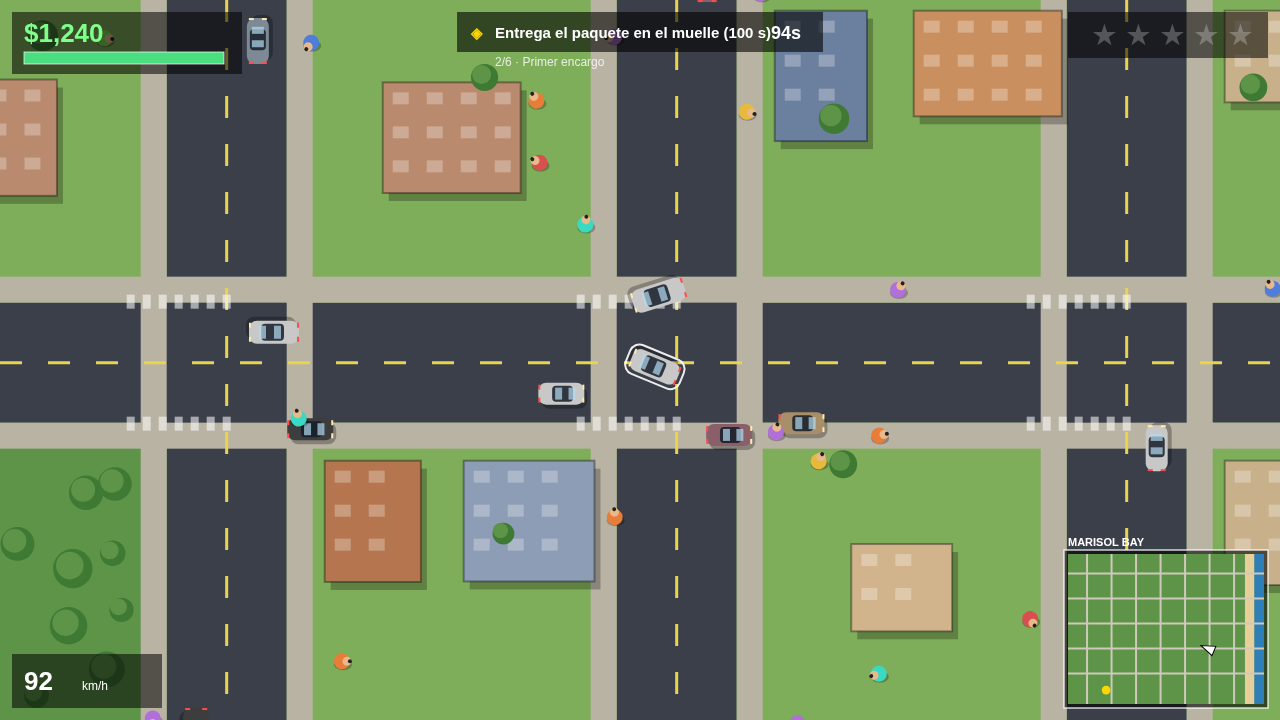 $1,240
Entrega el paquete en el muelle (100 s)94s
2/6 · Primer encargo
MARISOL BAY
92 km/h